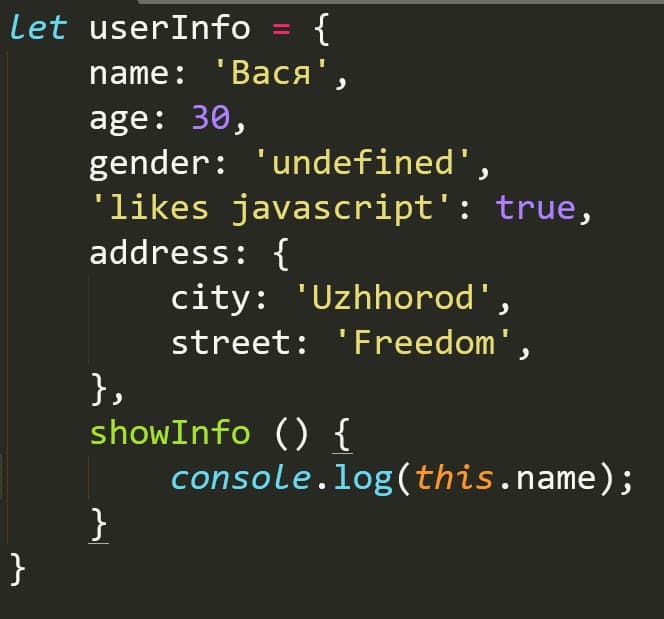 let userInfo = {
    name: 'Вася',
    age: 30,
    gender: 'undefined',
    'likes javascript': true,
    address: {
        city: 'Uzhhorod',
        street: 'Freedom',
    },
    showInfo () {
        console.log(this.name);
    }
}